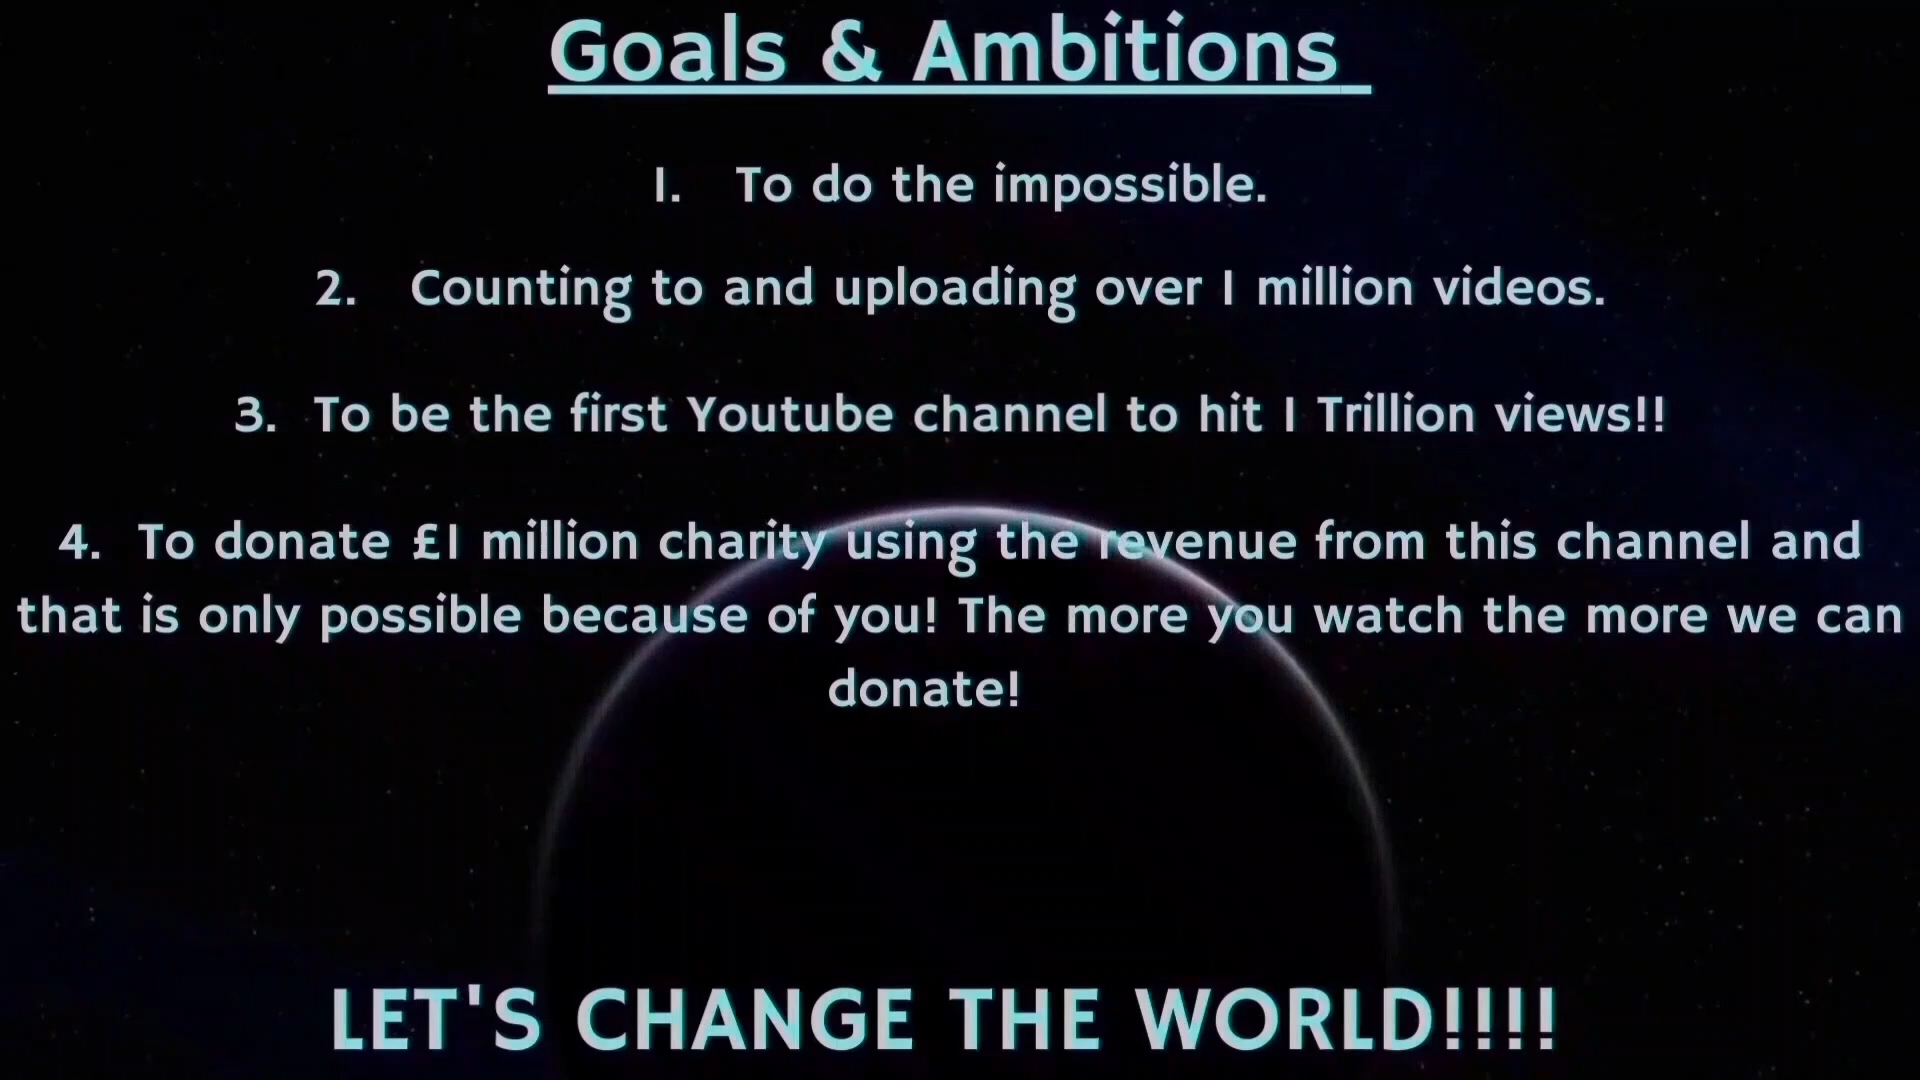 Goals & Ambitions
1. To do the impossible.
2. Counting to and uploading over 1 million videos.
3. To be the first Youtube channel to hit 1 Trillion views!!
4. To donate £1 million charity using the revenue from this channel and
that is only possible because of you! The more you watch the more we can
donate!
LET'S CHANGE THE WORLD!!!!